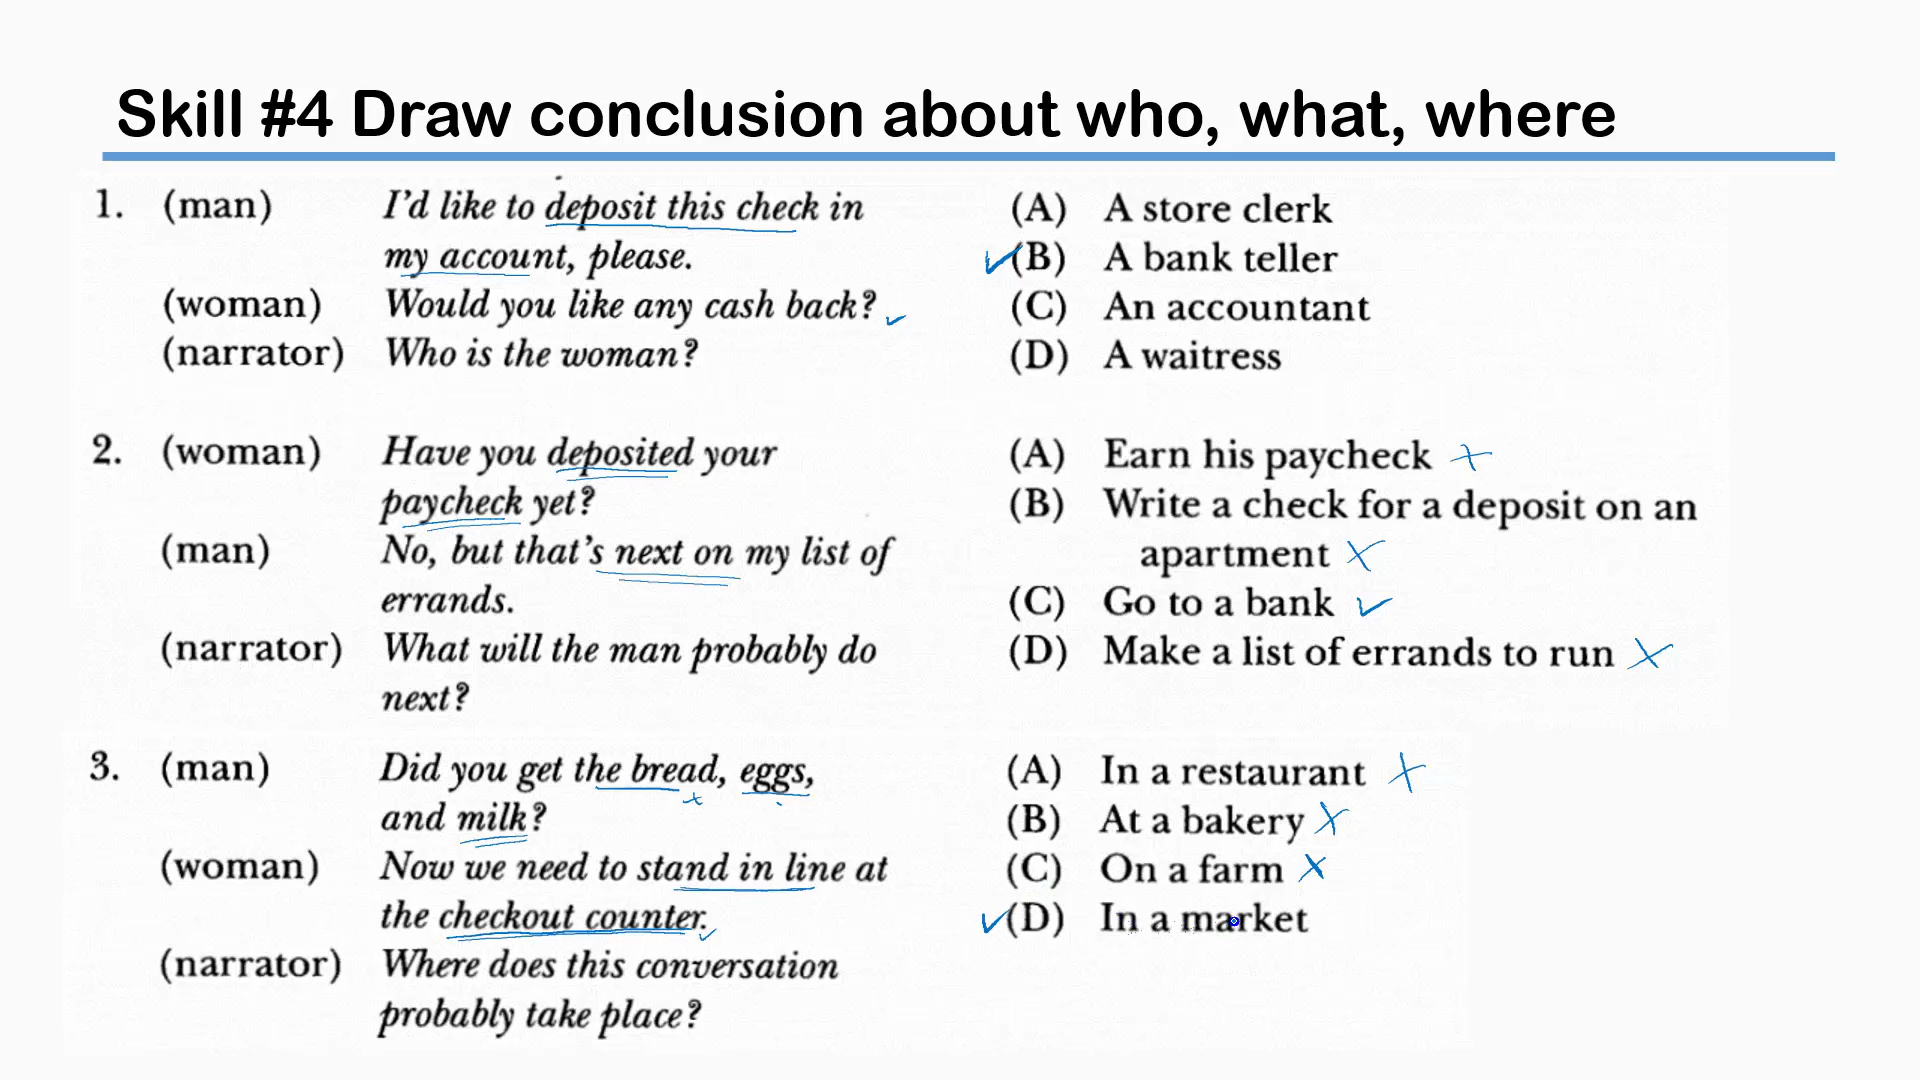 Skill #4 Draw conclusion about who, what, where
1. (man) I'd like to deposit this check in
my account, please.
(woman) Would you like any cash back?
(narrator) Who is the woman?
(A) A store clerk
(B) A bank teller
(C) An accountant
(D) A waitress
2. (woman) Have you deposited your
paycheck yet?
(man) No, but that's next on my list of
errands.
(narrator) What will the man probably do
next?
(A) Earn his paycheck
(B) Write a check for a deposit on an
apartment
(C) Go to a bank
(D) Make a list of errands to run
3. (man) Did you get the bread, eggs,
and milk?
(woman) Now we need to stand in line at
the checkout counter.
(narrator) Where does this conversation
probably take place?
(A) In a restaurant
(B) At a bakery
(C) On a farm
(D) In a market